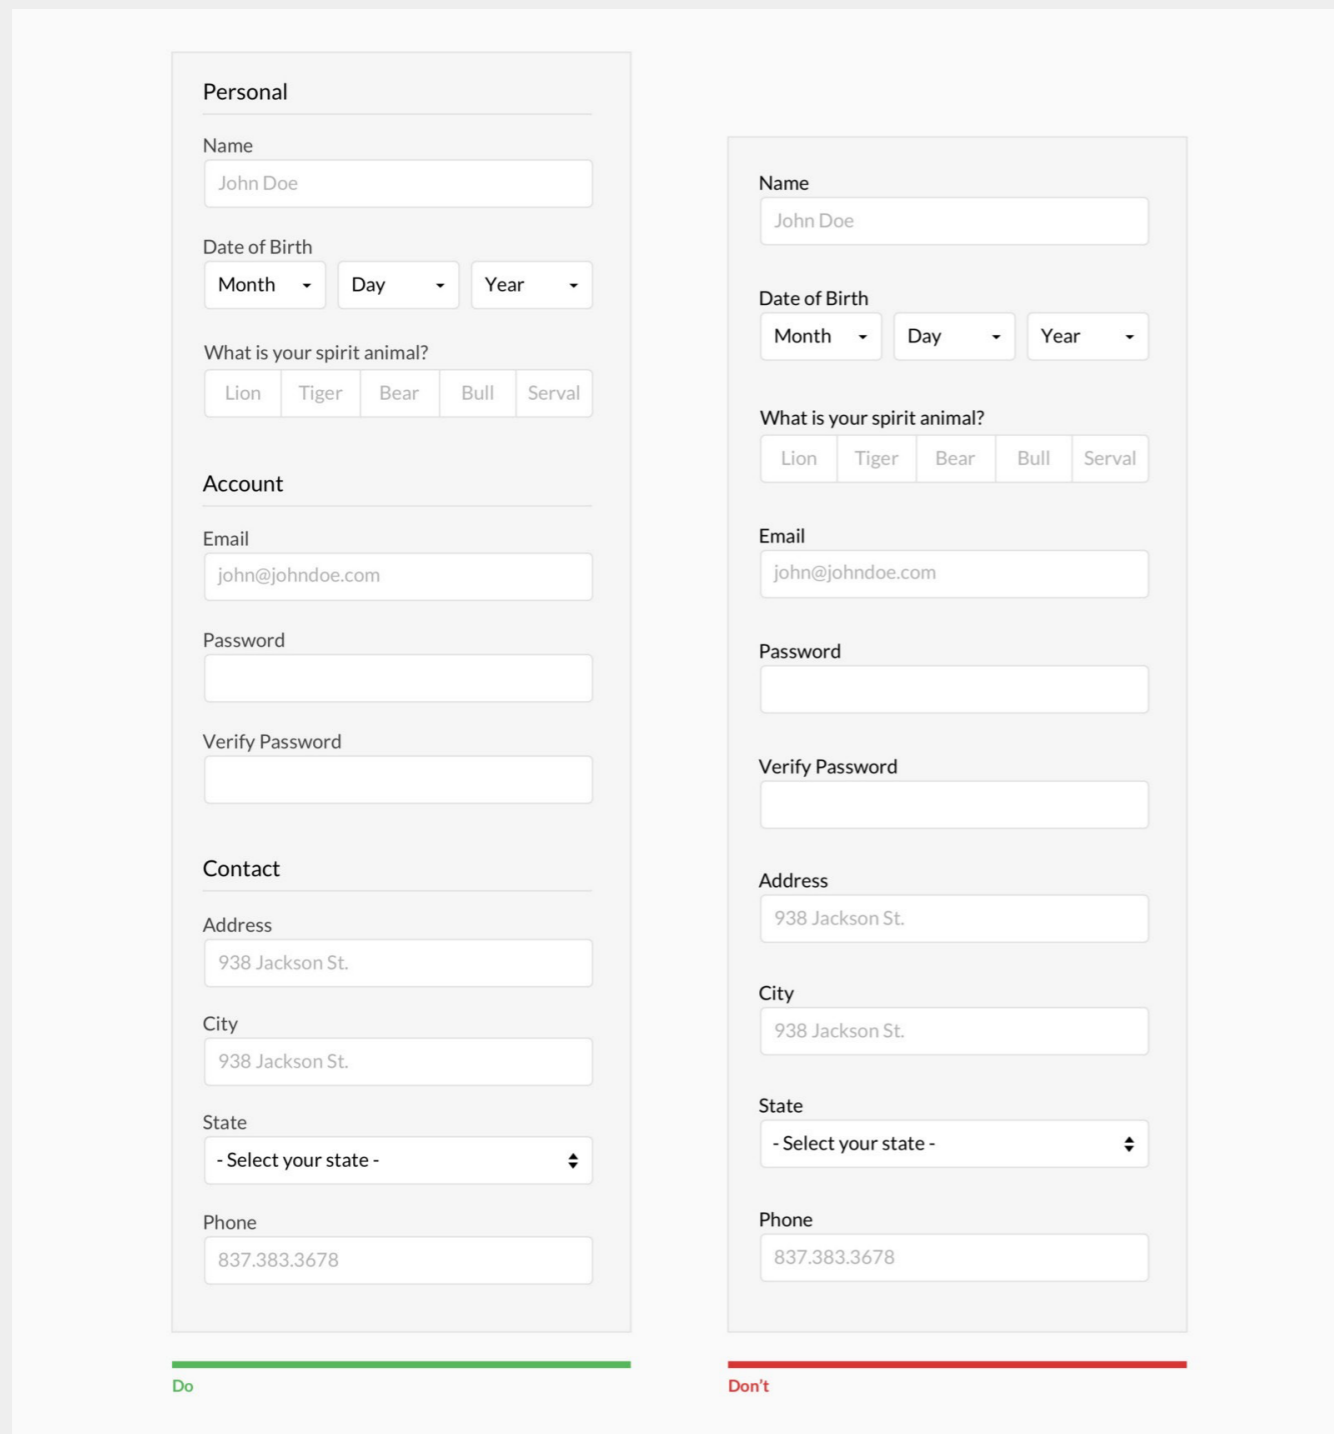 Personal
Name
John Doe
Date of Birth
Month Day Year
What is your spirit animal?
Lion Tiger Bear Bull Serval
Account
Email
john@johndoe.com
Password
Verify Password
Contact
Address
938 Jackson St.
City
938 Jackson St.
State
- Select your state -
Phone
837.383.3678
Do
Name
John Doe
Date of Birth
Month Day Year
What is your spirit animal?
Lion Tiger Bear Bull Serval
Email
john@johndoe.com
Password
Verify Password
Address
938 Jackson St.
City
938 Jackson St.
State
- Select your state -
Phone
837.383.3678
Don't